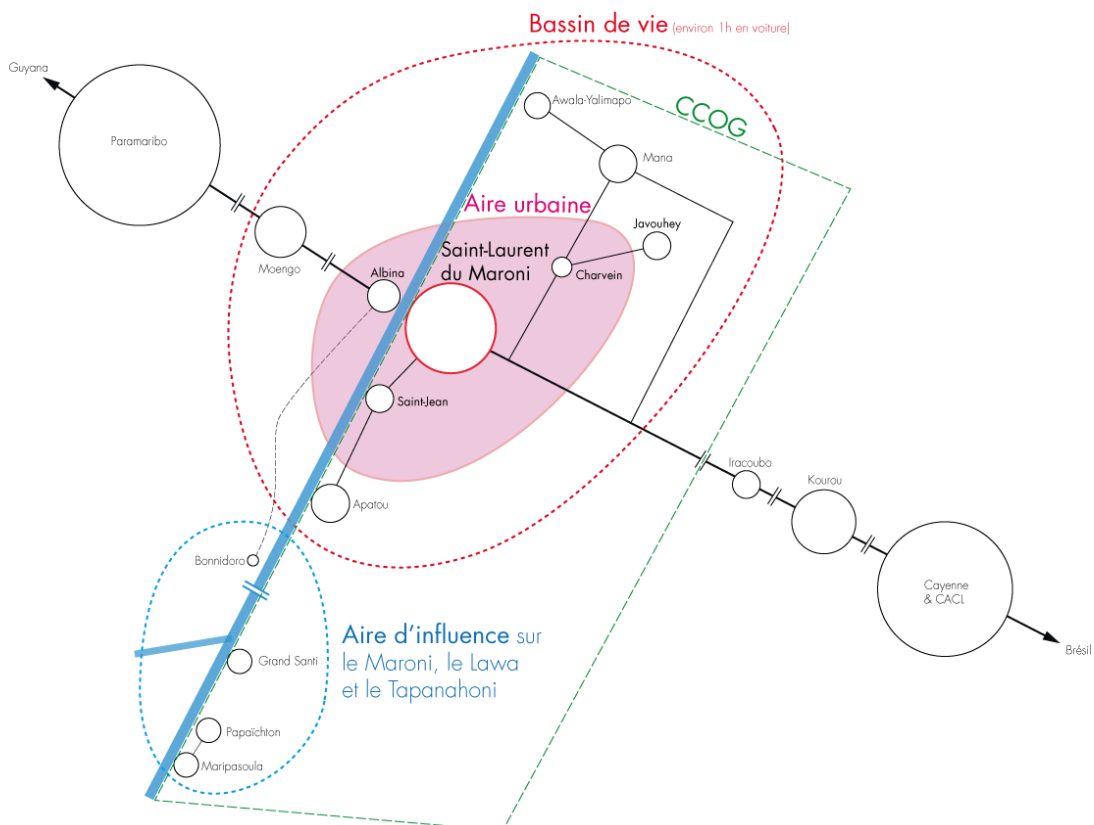 Bassin de vie (environ 1h en voiture)
Guyana
Awala-Yalimapo
CCOG
Paramaribo
Mana
Aire urbaine
Javouhey
Saint-Laurent
du Maroni
Moengo
Albina
Charvein
Saint-Jean
Iracoubo
Kourou
Apatou
Bonnidoro
Cayenne
& CACL
Aire d'influence sur
le Maroni, le Lawa
et le Tapanahoni
Grand Santi
Brésil
Papaïchton
Maripasoula